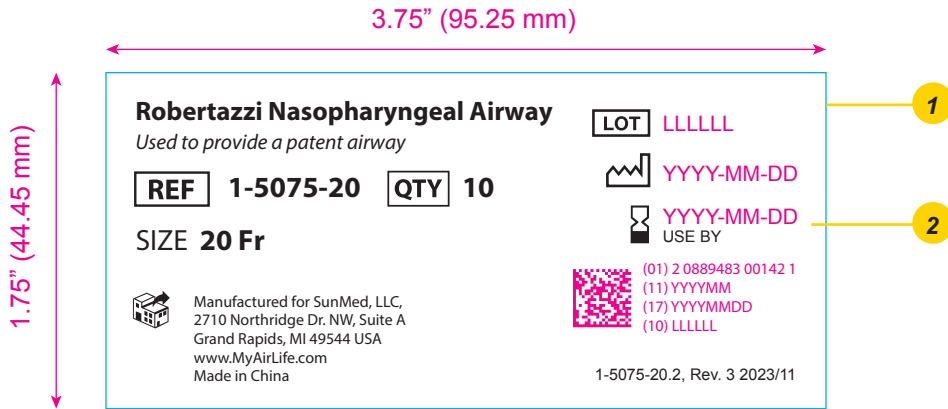 3.75” (95.25 mm)
1.75” (44.45 mm)
Robertazzi Nasopharyngeal Airway
Used to provide a patent airway
REF 1-5075-20 QTY 10
SIZE 20 Fr
Manufactured for SunMed, LLC,
2710 Northridge Dr. NW, Suite A
Grand Rapids, MI 49544 USA
www.MyAirLife.com
Made in China
LOT LLLLLL
YYYY-MM-DD
YYYY-MM-DD
USE BY
(01) 2 0889483 00142 1
(11) YYYYMM
(17) YYYYMMDD
(10) LLLLLL
1-5075-20.2, Rev. 3 2023/11
1
2